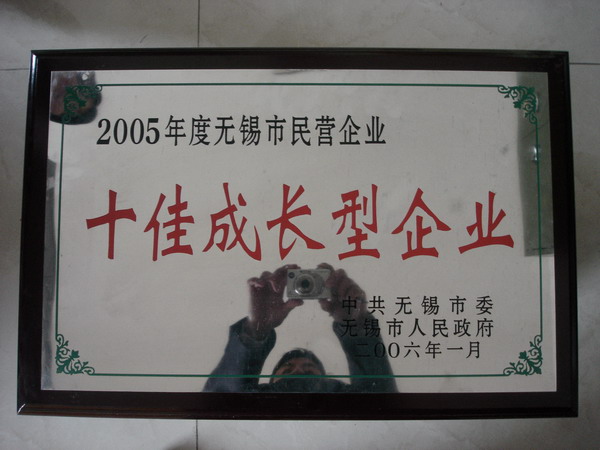 2005年度无锡市民营企业
十佳成长型企业
中共无锡市委
无锡市人民政府
二00六年一月